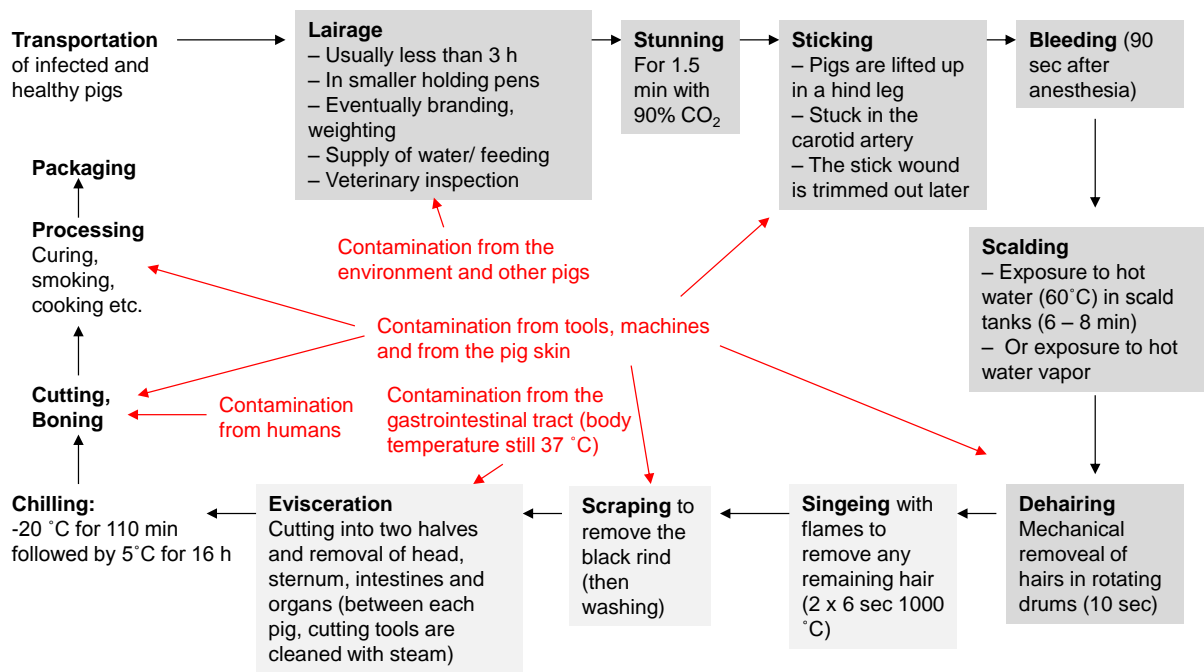 Transportation
of infected and
healthy pigs
Lairage
– Usually less than 3 h
– In smaller holding pens
– Eventually branding,
weighting
– Supply of water/ feeding
– Veterinary inspection
Stunning
For 1.5
min with
90% CO₂
Sticking
– Pigs are lifted up
in a hind leg
– Stuck in the
carotid artery
– The stick wound
is trimmed out later
Bleeding (90
sec after
anesthesia)
Scalding
– Exposure to hot
water (60˚C) in scald
tanks (6 – 8 min)
– Or exposure to hot
water vapor
Dehairing
Mechanical
removeal of
hairs in rotating
drums (10 sec)
Singeing with
flames to
remove any
remaining hair
(2 x 6 sec 1000
˚C)
Scraping to
remove the
black rind
(then
washing)
Evisceration
Cutting into two halves
and removal of head,
sternum, intestines and
organs (between each
pig, cutting tools are
cleaned with steam)
Chilling:
-20 ˚C for 110 min
followed by 5˚C for 16 h
Cutting,
Boning
Processing
Curing,
smoking,
cooking etc.
Packaging
Contamination from the
environment and other pigs
Contamination from tools, machines
and from the pig skin
Contamination from the
gastrointestinal tract (body
temperature still 37 ˚C)
Contamination
from humans